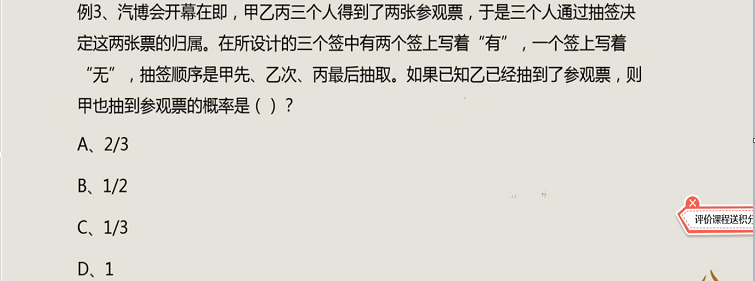 例3、汽博会开幕在即，甲乙丙三个人得到了两张参观票，于是三个人通过抽签决
定这两张票的归属。在所设计的三个签中有两个签上写着“有”，一个签上写着
“无”，抽签顺序是甲先、乙次、丙最后抽取。如果已知乙已经抽到了参观票，则
甲也抽到参观票的概率是（ ）？
A、2/3
B、1/2
评价课程送积分
C、1/3
D、1